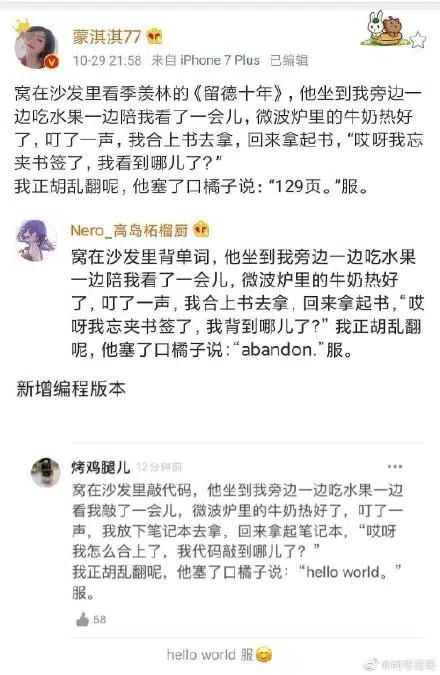 蒙淇淇77
10-29 21:58 来自 iPhone 7 Plus 已编辑
窝在沙发里看季羡林的《留德十年》，他坐到我旁边一
边吃水果一边陪我看了一会儿，微波炉里的牛奶热好
了，叮了一声，我合上书去拿，回来拿起书，“哎呀我忘
夹书签了，我看到哪儿了？”
我正胡乱翻呢，他塞了口橘子说：“129页。”服。
Nero_高岛柘榴厨
窝在沙发里背单词，他坐到我旁边一边吃水果
一边陪我看了一会儿，微波炉里的牛奶热好
了，叮了一声，我合上书去拿，回来拿起书，“哎
呀我忘夹书签了，我背到哪儿了？”我正胡乱翻
呢，他塞了口橘子说：“abandon.”服。
新增编程版本
烤鸡腿儿 12分钟前
窝在沙发里敲代码，他坐到我旁边一边吃水果一边
看我敲了一会儿，微波炉里的牛奶热好了，叮了一
声，我放下笔记本去拿，回来拿起笔记本，“哎呀
我怎么合上了，我代码敲到哪儿了？”
我正胡乱翻呢，他塞了口橘子说：“hello world。”
服。
58
hello world 服